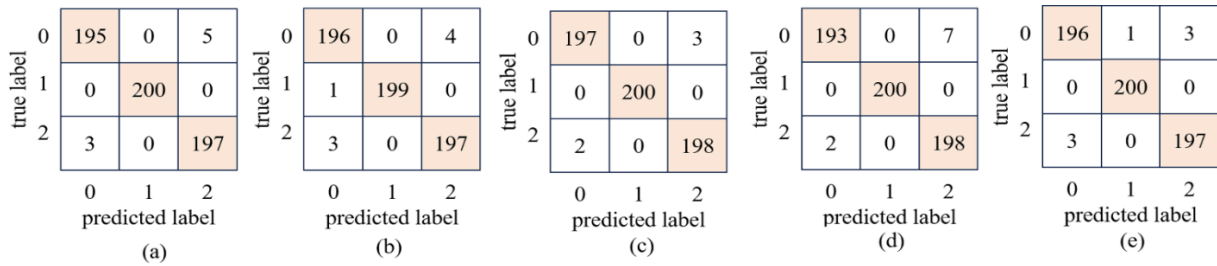 true label
0 195 0 5
1 0 200 0
2 3 0 197
0 1 2
predicted label
(a)
true label
0 196 0 4
1 1 199 0
2 3 0 197
0 1 2
predicted label
(b)
true label
0 197 0 3
1 0 200 0
2 2 0 198
0 1 2
predicted label
(c)
true label
0 193 0 7
1 0 200 0
2 2 0 198
0 1 2
predicted label
(d)
true label
0 196 1 3
1 0 200 0
2 3 0 197
0 1 2
predicted label
(e)